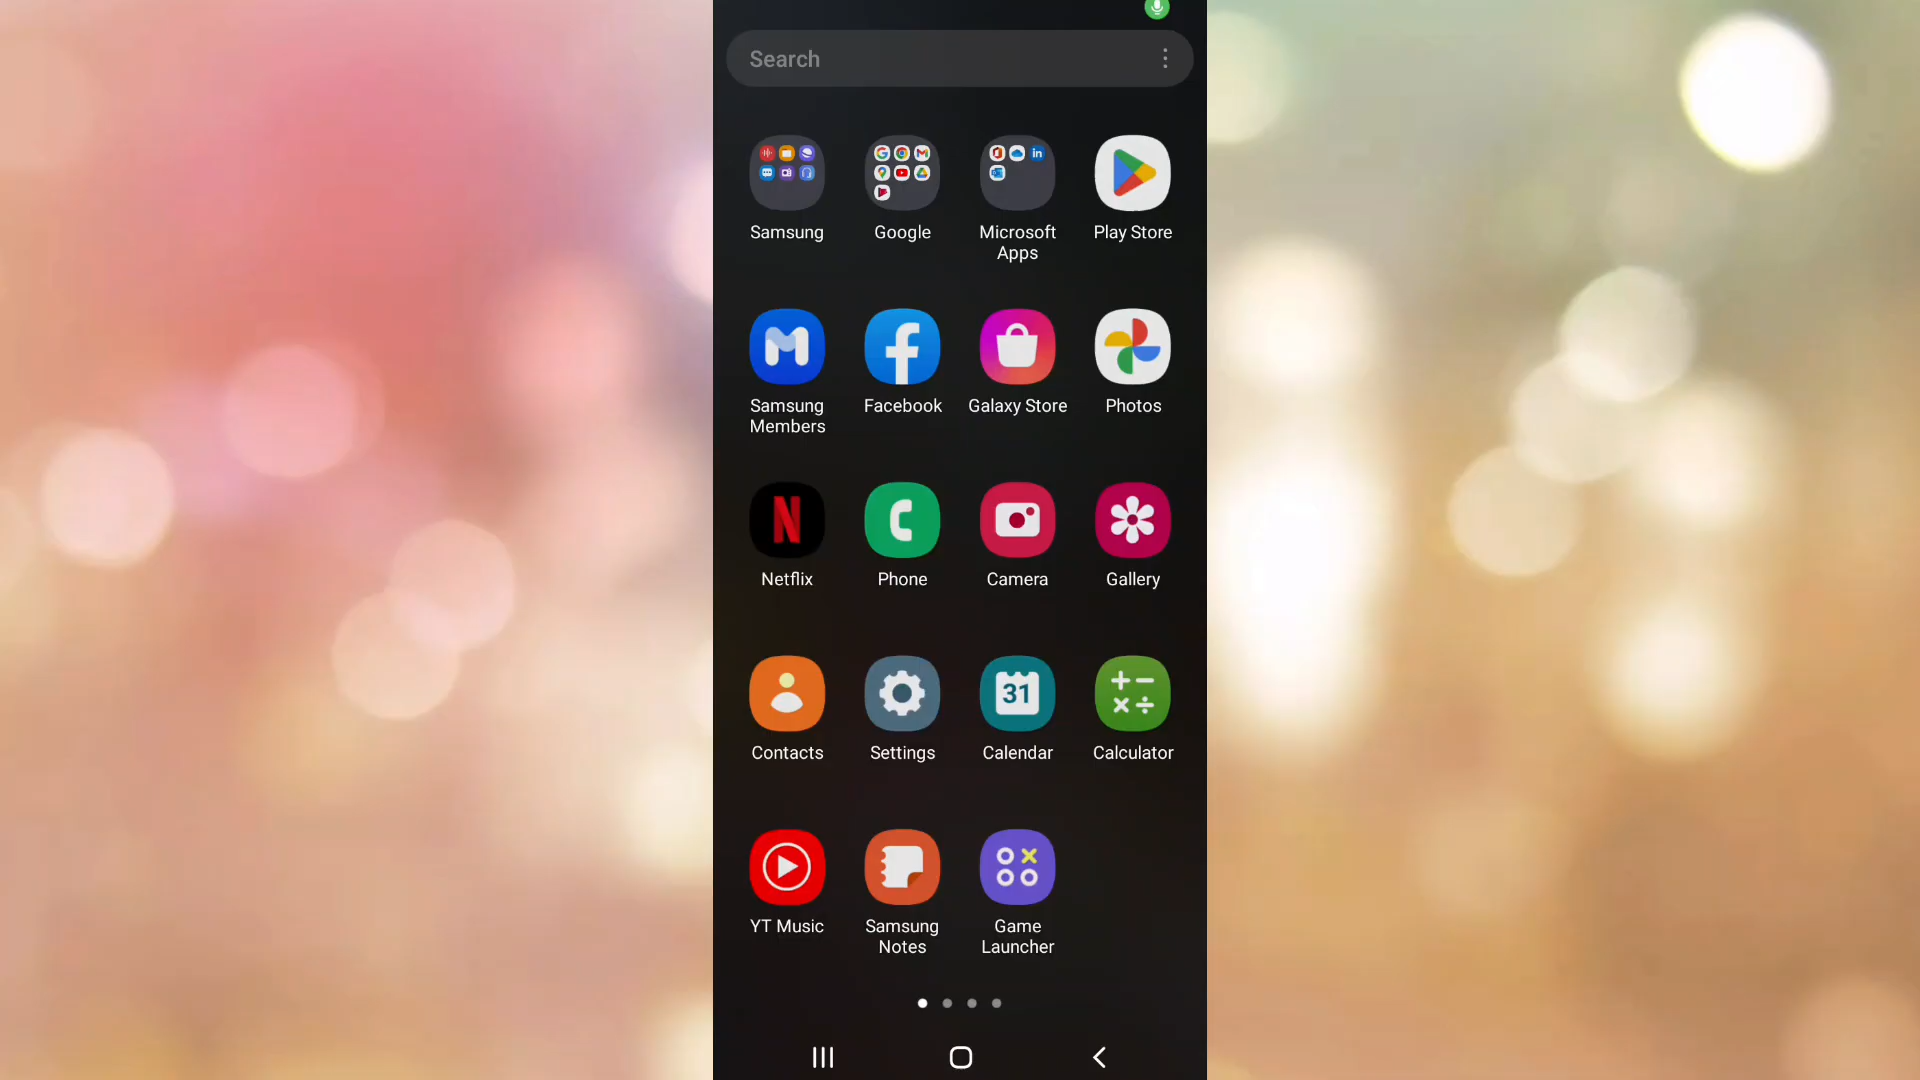 Search
Samsung
Google
Microsoft
Apps
Play Store
Samsung
Members
Facebook
Galaxy Store
Photos
Netflix
Phone
Camera
Gallery
Contacts
Settings
31
Calendar
Calculator
YT Music
Samsung
Notes
Game
Launcher